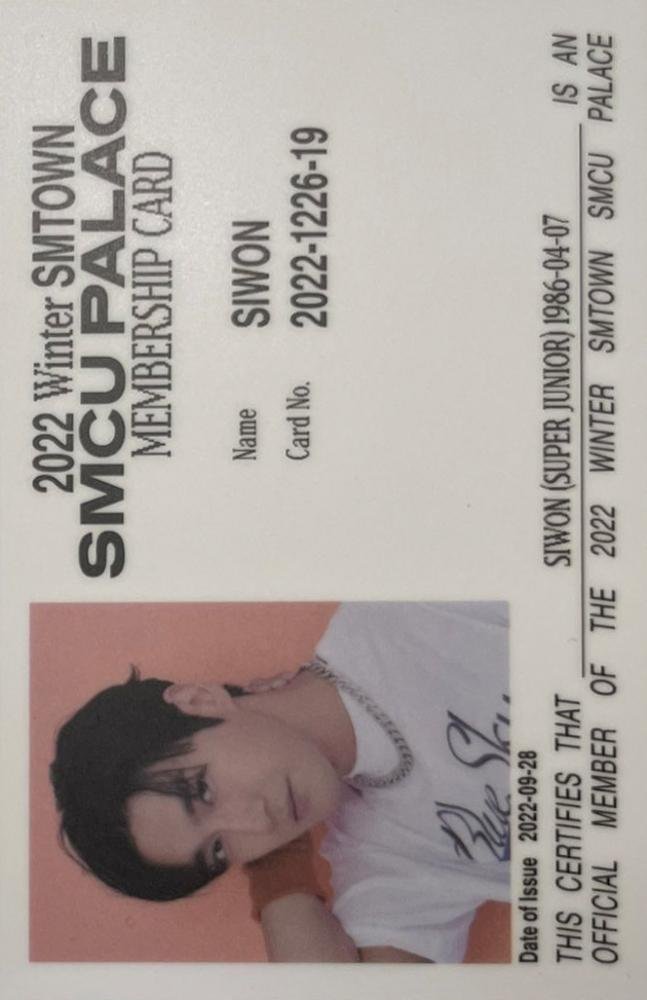 2022 Winter SMTOWN
SMCU PALACE
MEMBERSHIP CARD
Name SIWON
Card No. 2022-1226-19
Blue Sky
Date of Issue 2022-09-28
THIS CERTIFIES THAT SIWON (SUPER JUNIOR) 1986-04-07 IS AN
OFFICIAL MEMBER OF THE 2022 WINTER SMTOWN SMCU PALACE